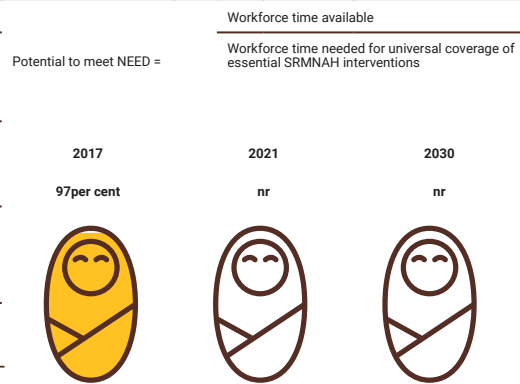 Workforce time available
Potential to meet NEED =
Workforce time needed for universal coverage of
essential SRMNAH interventions
2017 2021 2030
97per cent nr nr